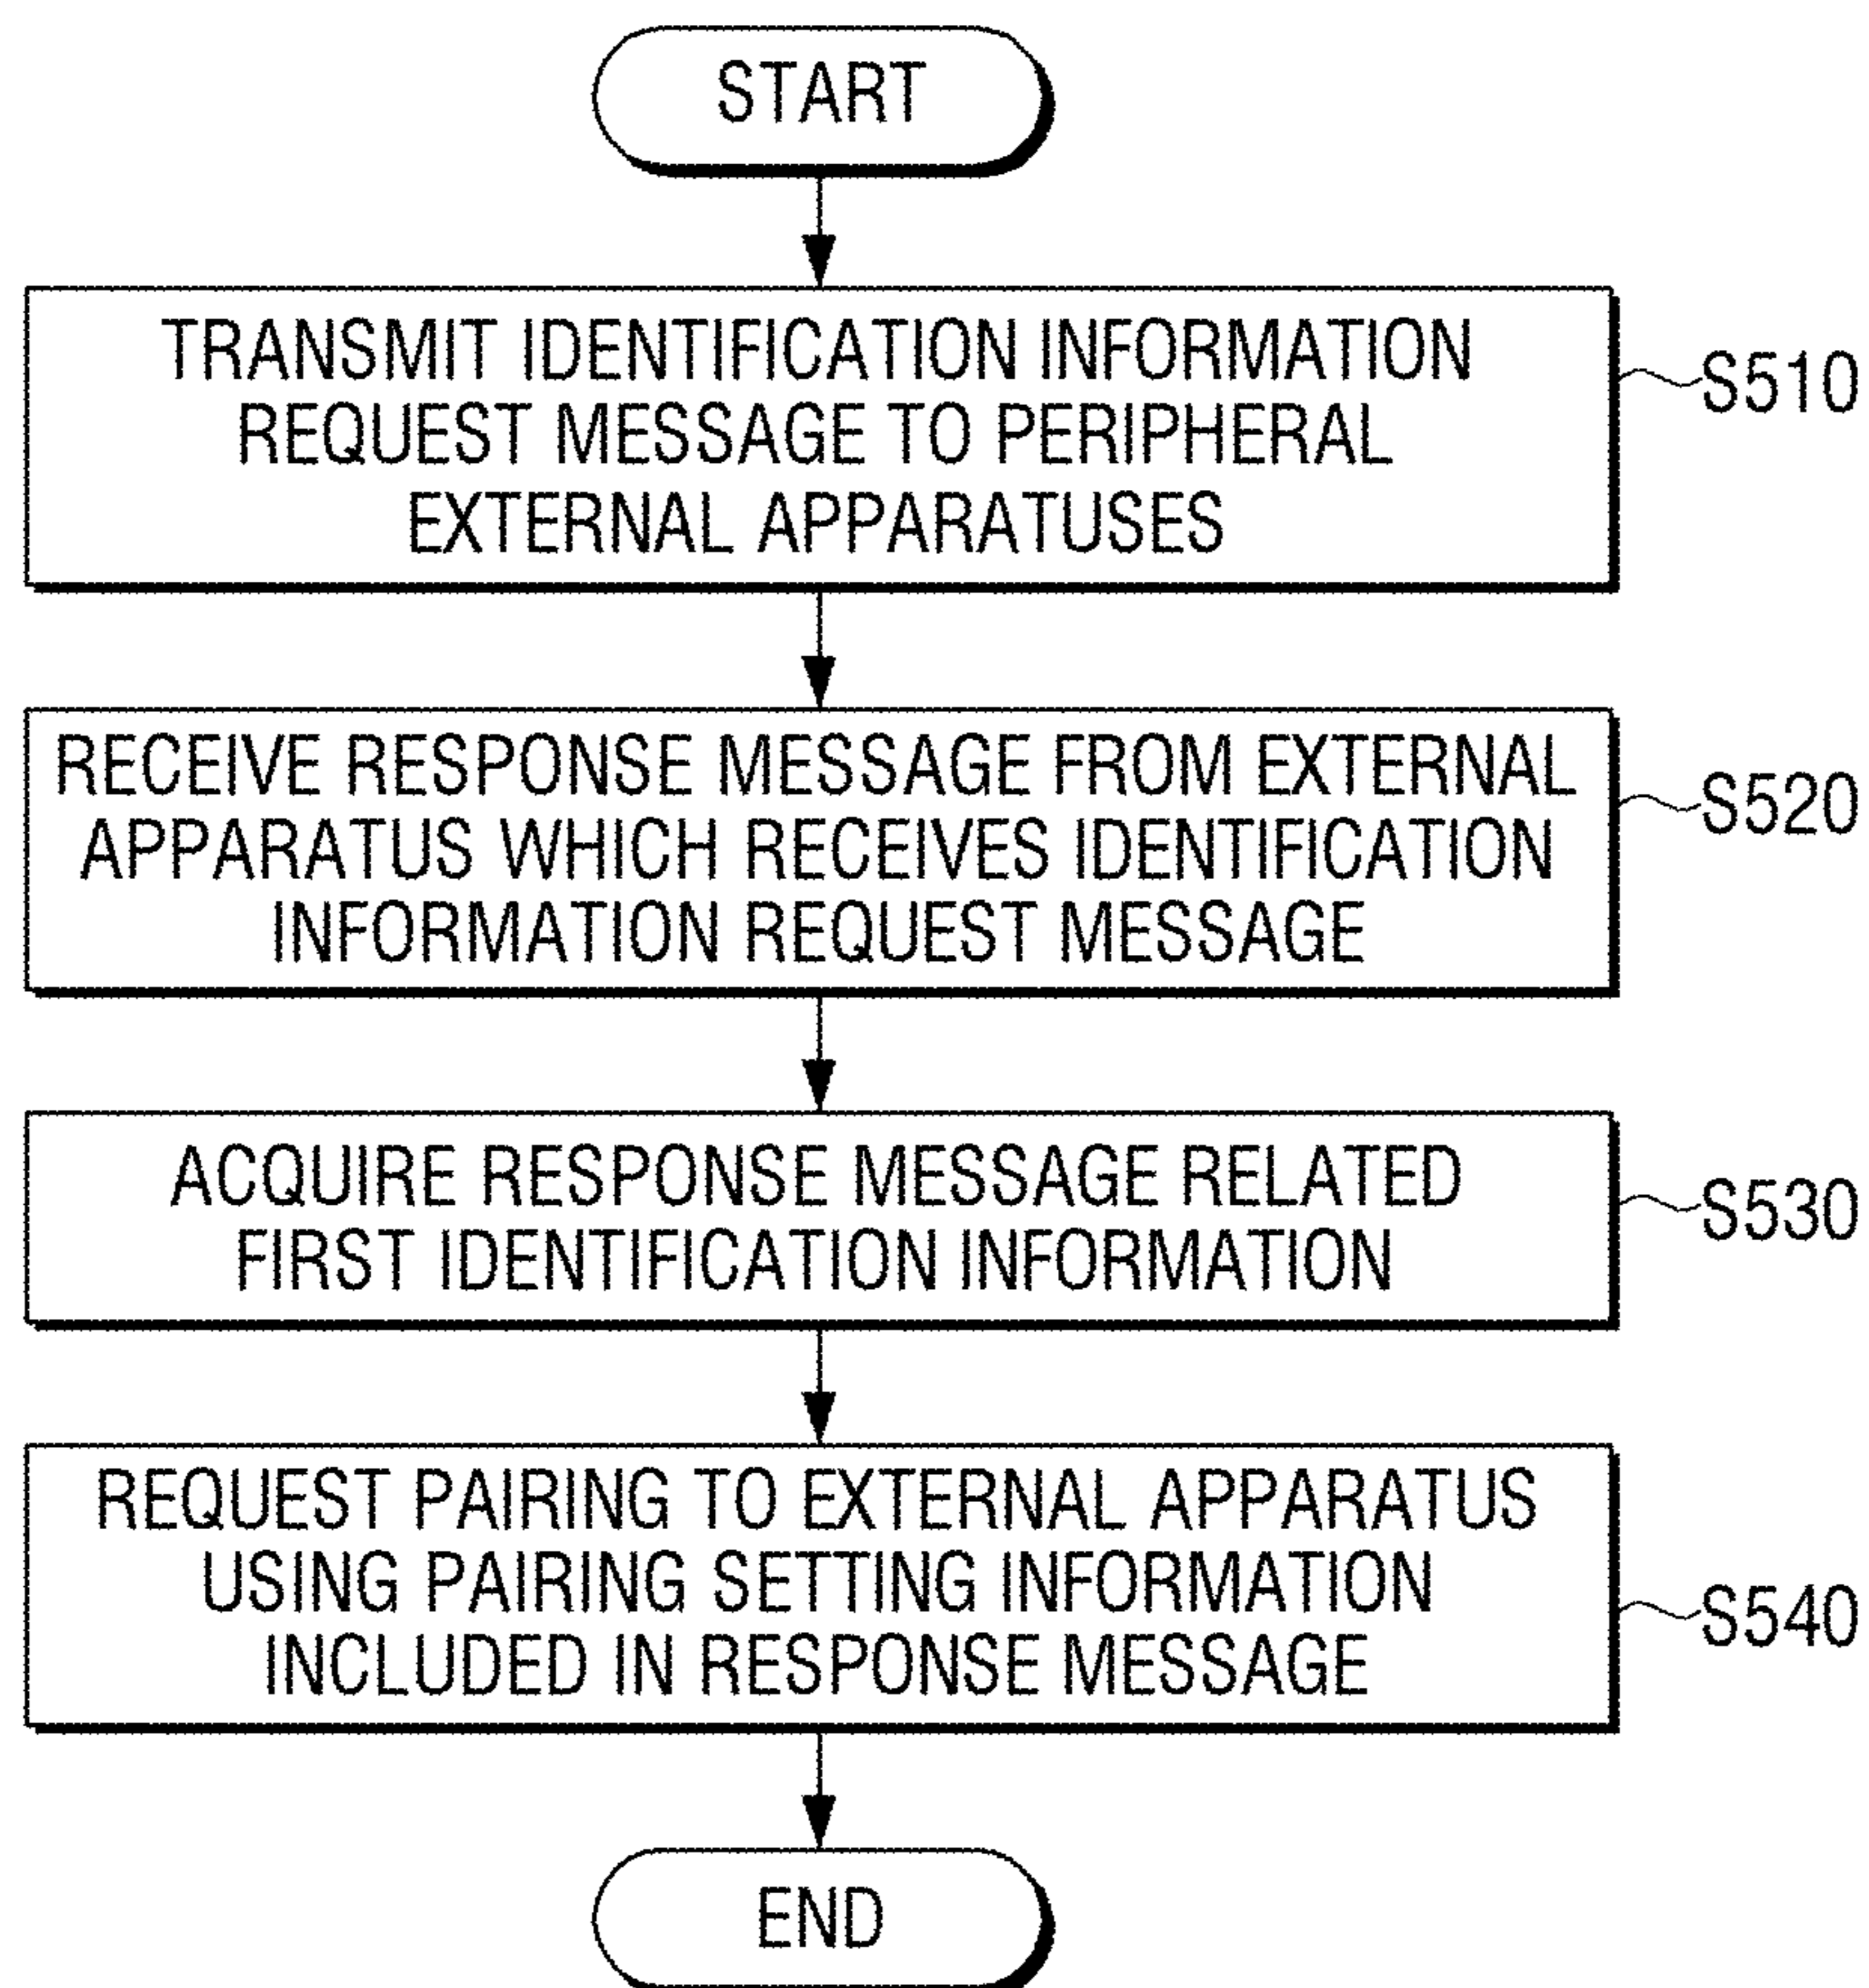 START
TRANSMIT IDENTIFICATION INFORMATION
REQUEST MESSAGE TO PERIPHERAL
EXTERNAL APPARATUSES
S510
RECEIVE RESPONSE MESSAGE FROM EXTERNAL
APPARATUS WHICH RECEIVES IDENTIFICATION
INFORMATION REQUEST MESSAGE
S520
ACQUIRE RESPONSE MESSAGE RELATED
FIRST IDENTIFICATION INFORMATION
S530
REQUEST PAIRING TO EXTERNAL APPARATUS
USING PAIRING SETTING INFORMATION
INCLUDED IN RESPONSE MESSAGE
S540
END